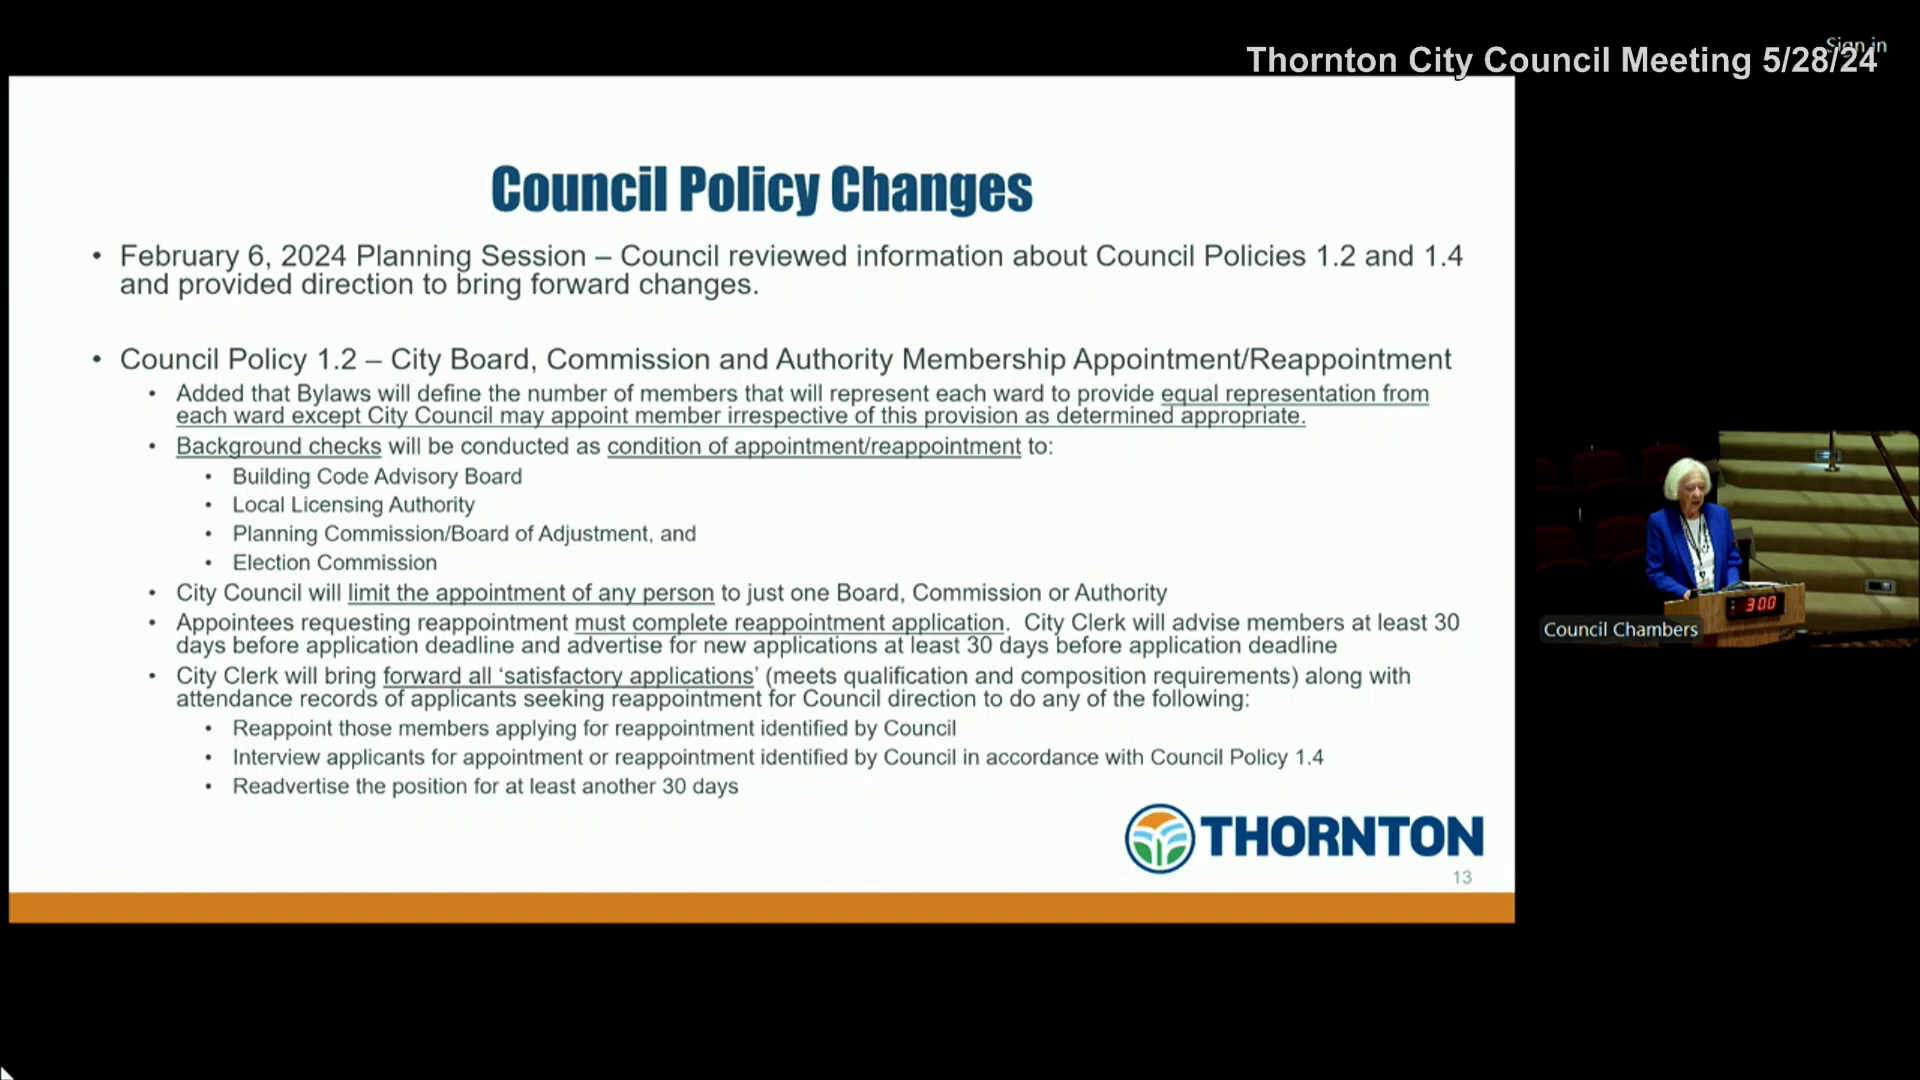 Sign in
Thornton City Council Meeting 5/28/24
Council Policy Changes
• February 6, 2024 Planning Session – Council reviewed information about Council Policies 1.2 and 1.4
and provided direction to bring forward changes.
• Council Policy 1.2 – City Board, Commission and Authority Membership Appointment/Reappointment
• Added that Bylaws will define the number of members that will represent each ward to provide equal representation from
each ward except City Council may appoint member irrespective of this provision as determined appropriate.
• Background checks will be conducted as condition of appointment/reappointment to:
• Building Code Advisory Board
• Local Licensing Authority
• Planning Commission/Board of Adjustment, and
• Election Commission
• City Council will limit the appointment of any person to just one Board, Commission or Authority
• Appointees requesting reappointment must complete reappointment application. City Clerk will advise members at least 30
days before application deadline and advertise for new applications at least 30 days before application deadline
• City Clerk will bring forward all ‘satisfactory applications’ (meets qualification and composition requirements) along with
attendance records of applicants seeking reappointment for Council direction to do any of the following:
• Reappoint those members applying for reappointment identified by Council
• Interview applicants for appointment or reappointment identified by Council in accordance with Council Policy 1.4
• Readvertise the position for at least another 30 days
THORNTON
13
300
Council Chambers